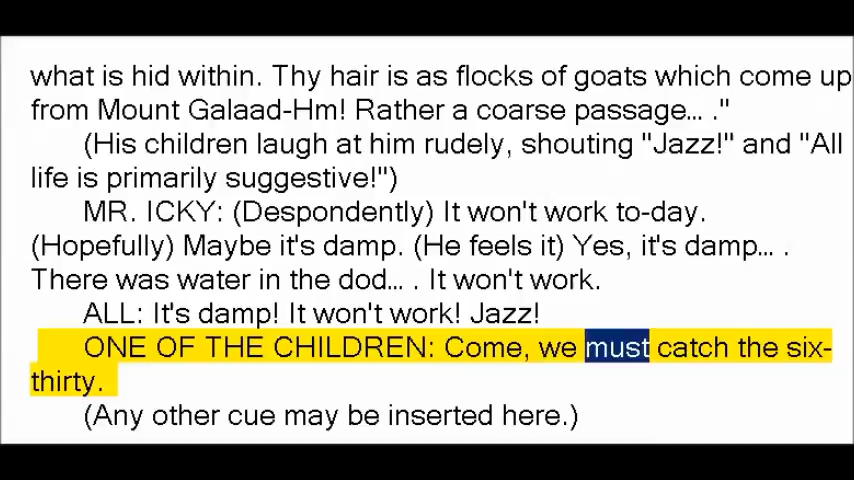 what is hid within. Thy hair is as flocks of goats which come up
from Mount Galaad-Hm! Rather a coarse passage... ."
(His children laugh at him rudely, shouting "Jazz!" and "All
life is primarily suggestive!")
MR. ICKY: (Despondently) It won't work to-day.
(Hopefully) Maybe it's damp. (He feels it) Yes, it's damp... .
There was water in the dod... . It won't work.
ALL: It's damp! It won't work! Jazz!
ONE OF THE CHILDREN: Come, we must catch the six-
thirty.
(Any other cue may be inserted here.)